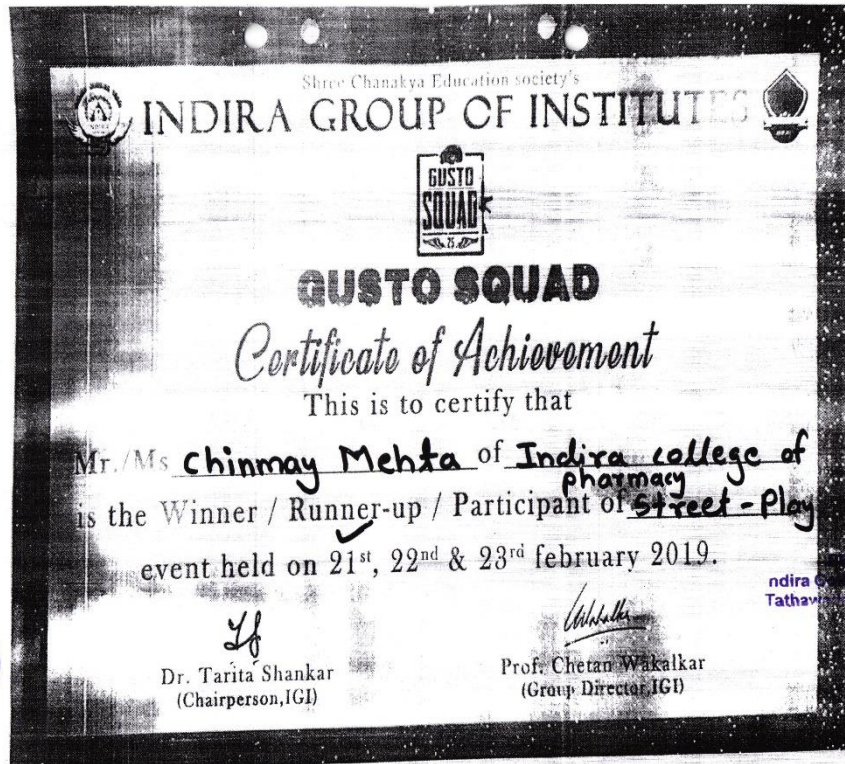 Shree Chanakya Education society's
INDIRA GROUP OF INSTITUTES
GUSTO
SQUAD
GUSTO SQUAD
Certificate of Achievement
This is to certify that
Mr./Ms Chinmay Mehta of Indira college of
pharmacy
is the Winner / Runner-up / Participant of Street-Play
event held on 21st, 22nd & 23rd february 2019.
ndira
Tathaw
Dr. Tarita Shankar
(Chairperson,IGI)
Prof. Chetan Wakalkar
(Group Director,IGI)